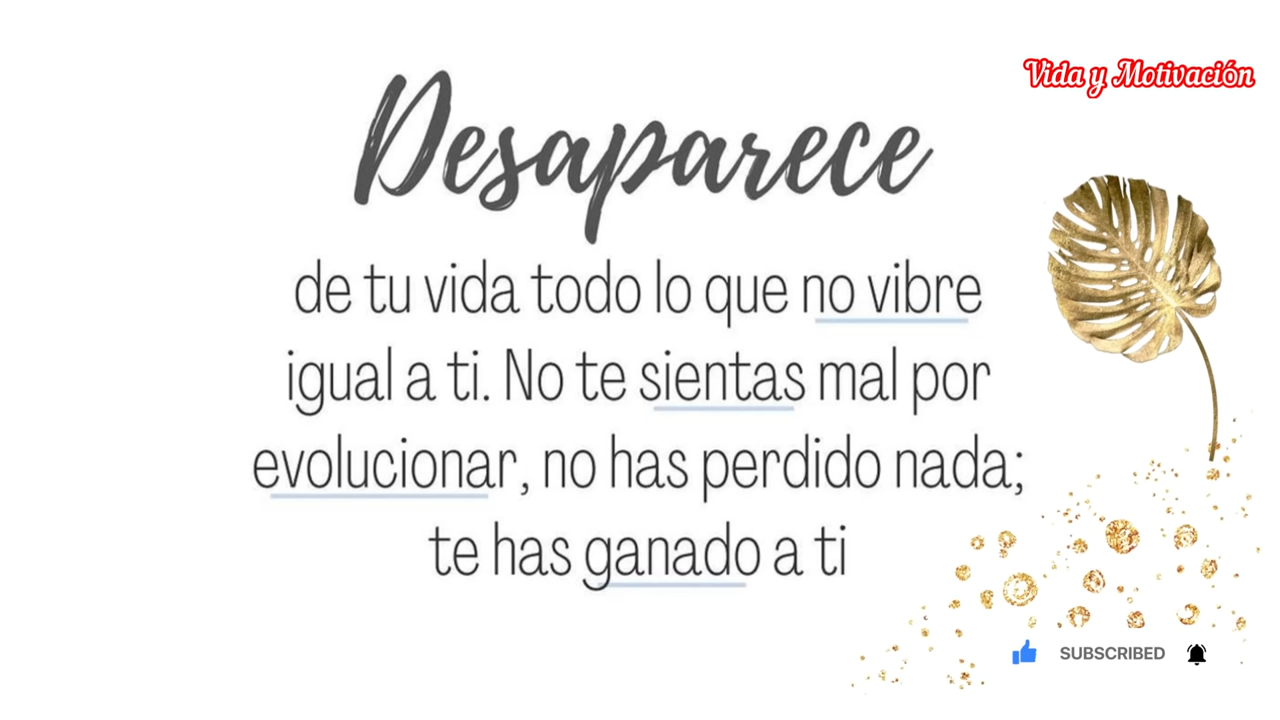 Vida y Motivación
Desaparece
de tu vida todo lo que no vibre
igual a ti. No te sientas mal por
evolucionar, no has perdido nada;
te has ganado a ti
SUBSCRIBED